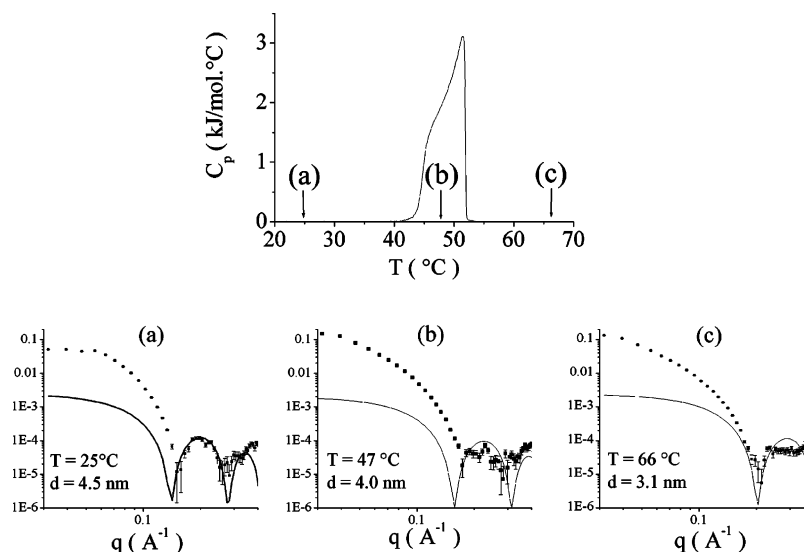 3
2
1
0
C_p ( kJ/mol.°C )
(a)
(b)
(c)
20 30 40 50 60 70
T ( °C )
(a)
0.1
0.01
1E-3
1E-4
1E-5
1E-6
T = 25°C
d = 4.5 nm
0.1
q ( A⁻¹ )
(b)
0.1
0.01
1E-3
1E-4
1E-5
1E-6
T = 47 °C
d = 4.0 nm
0.1
q ( A⁻¹ )
(c)
0.1
0.01
1E-3
1E-4
1E-5
1E-6
T = 66 °C
d = 3.1 nm
0.1
q ( A⁻¹ )